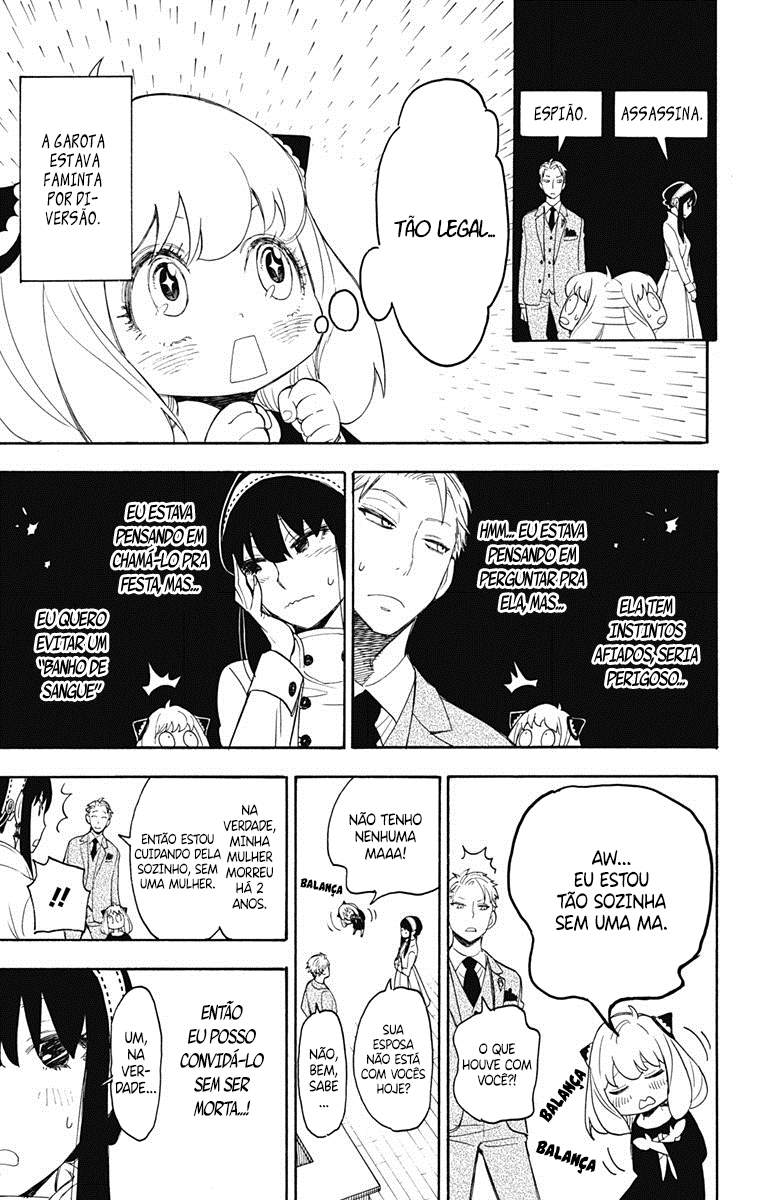 ASSASSINA.
ESPIÃO.
TÃO LEGAL...
A GAROTA
ESTAVA
FAMINTA
POR DI-
VERSÃO.
HMM... EU ESTAVA
PENSANDO EM
PERGUNTAR PRA
ELA, MAS...
ELA TEM
INSTINTOS
AFIADOS, SERIA
PERIGOSO...
EU ESTAVA
PENSANDO EM
CHAMÁ-LO PRA
FESTA, MAS...
EU QUERO
EVITAR UM
"BANHO DE
SANGUE"
AW...
EU ESTOU
TÃO SOZINHA
SEM UMA MA.
O QUE
HOUVE COM
VOCÊ?!
BALANÇA
BALANÇA
NÃO TENHO
NENHUMA
MAAA!
BALANÇA
SUA
ESPOSA
NÃO ESTÁ
COM VOCÊS
HOJE?
NÃO,
BEM,
SABE
...
NA
VERDADE,
MINHA
MULHER
MORREU
HÁ 2
ANOS.
ENTÃO ESTOU
CUIDANDO DELA
SOZINHO, SEM
UMA MULHER.
!!
ENTÃO
EU POSSO
CONVIDÁ-LO
SEM SER
MORTA...!
UM,
NA
VER-
DADE...